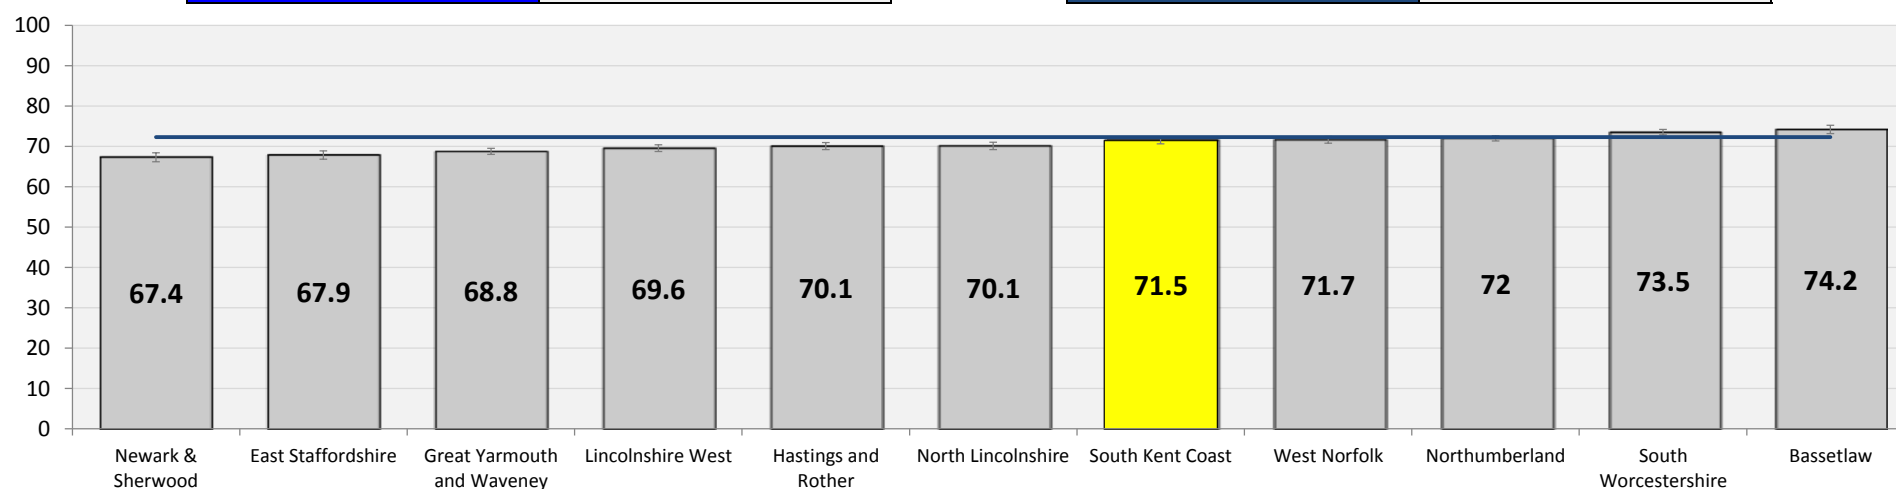 100
90
80
70
60
50
40
30
20
10
0
67.4
67.9
68.8
69.6
70.1
70.1
71.5
71.7
72
73.5
74.2
Newark &
Sherwood
East Staffordshire
Great Yarmouth
and Waveney
Lincolnshire West
Hastings and
Rother
North Lincolnshire
South Kent Coast
West Norfolk
Northumberland
South
Worcestershire
Bassetlaw